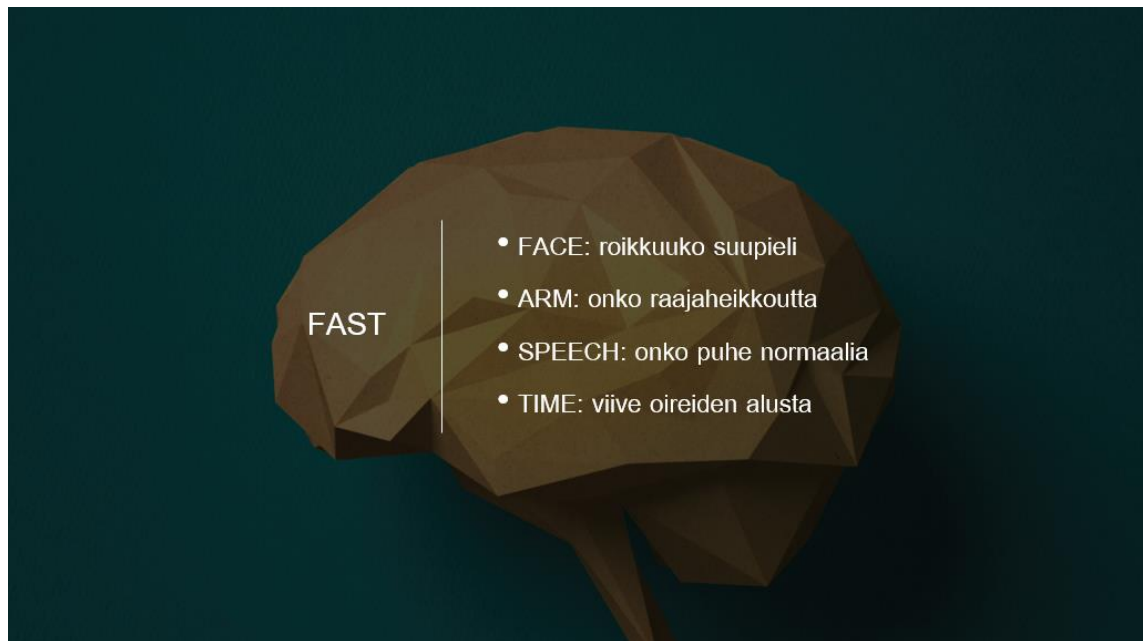 FAST
• FACE: roikkuuko suupieli
• ARM: onko raajaheikkoutta
• SPEECH: onko puhe normaalia
• TIME: viive oireiden alusta